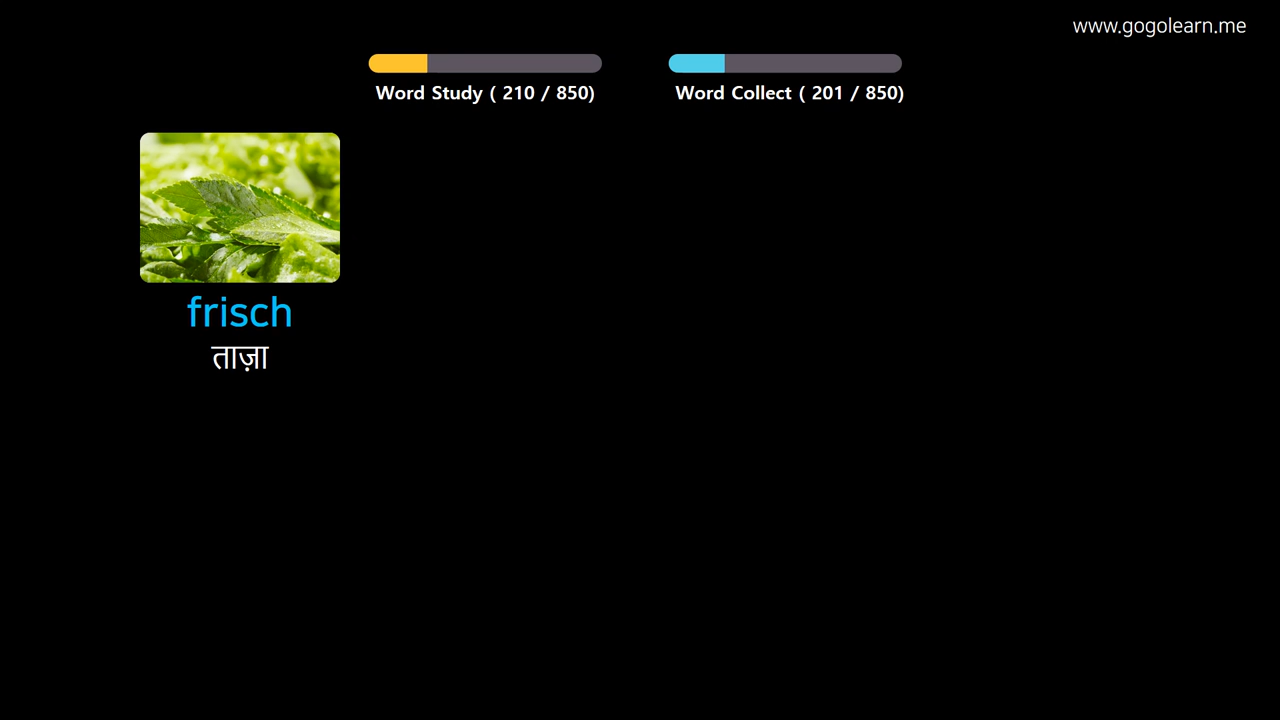 www.gogolearn.me
Word Study ( 210 / 850)
Word Collect ( 201 / 850)
frisch
ताज़ा